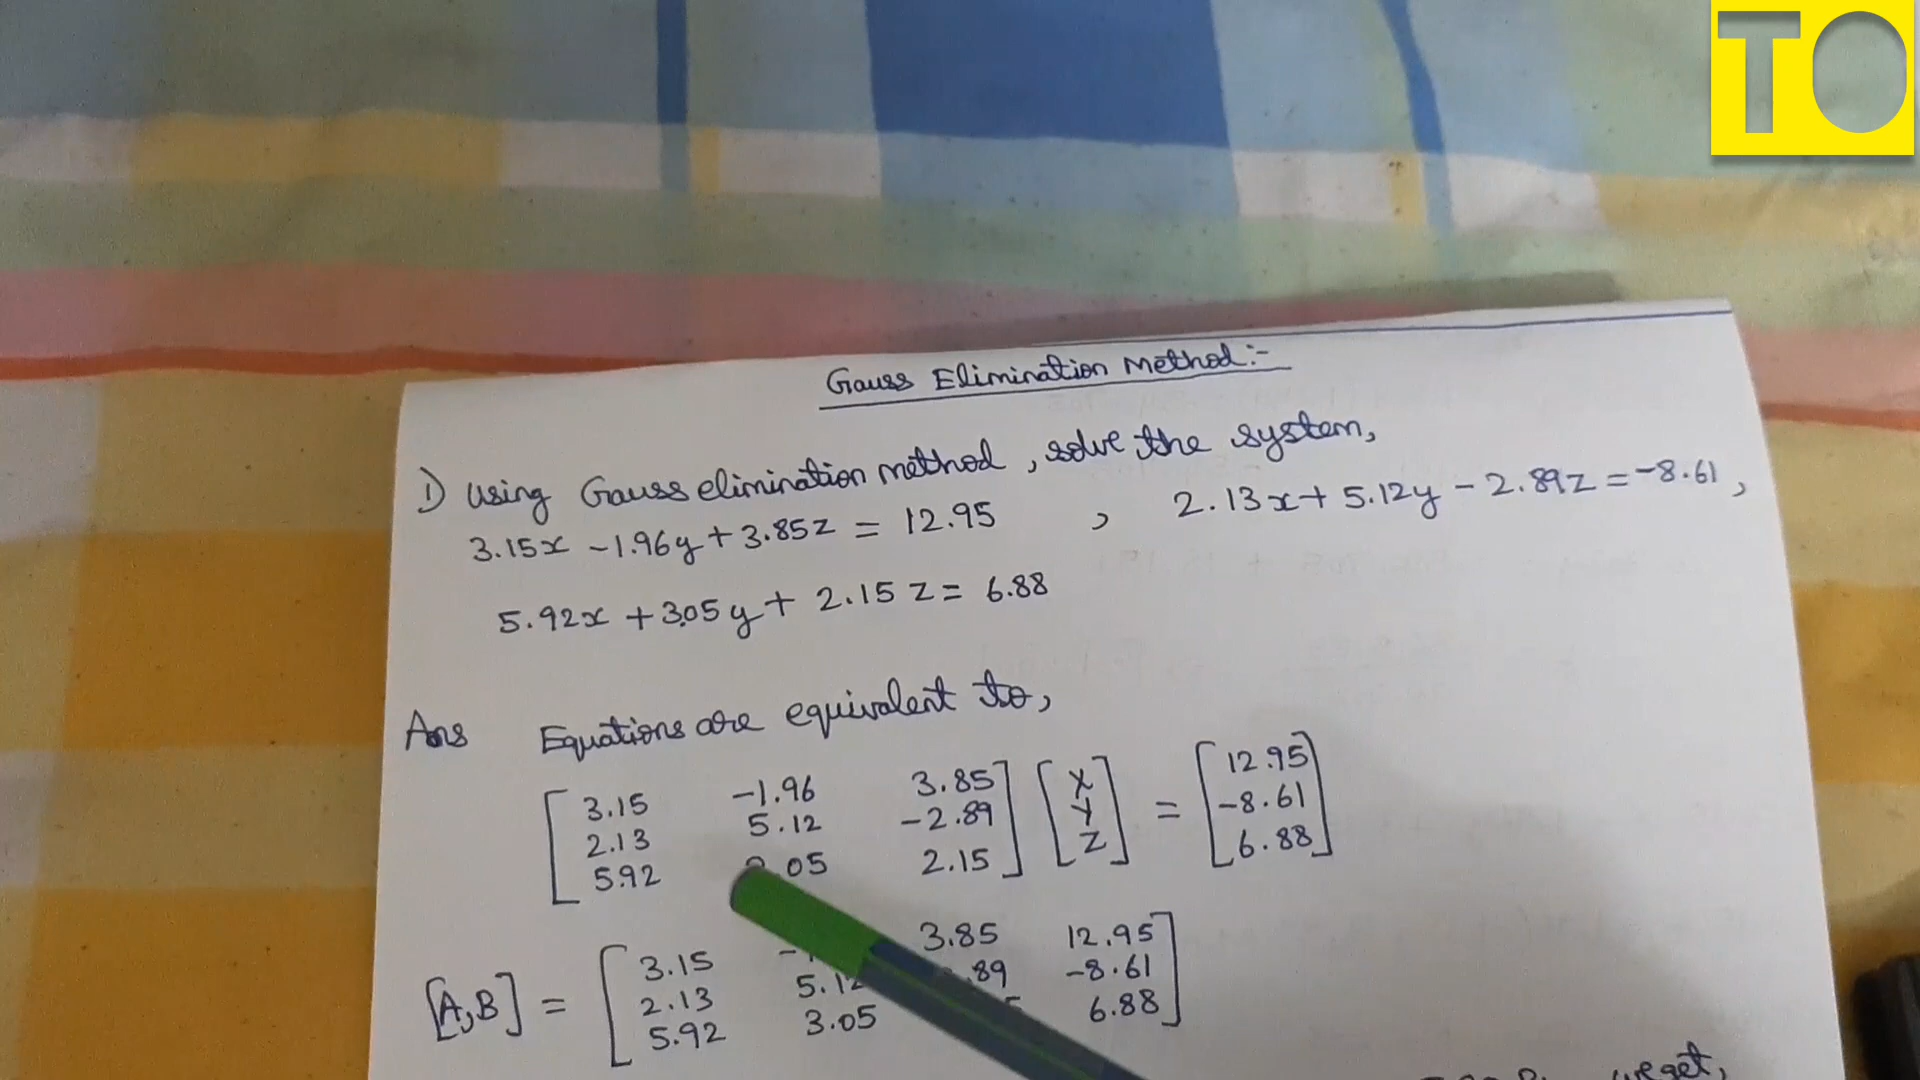 TO
Gauss Elimination Method:-
1) Using Gauss elimination method, solve the system,
3.15x -1.96y + 3.85z = 12.95 , 2.13x + 5.12y - 2.89z = -8.61,
5.92x + 3.05y + 2.15z = 6.88
Ans Equations are equivalent to,
[ 3.15 -1.96 3.85 ] [ x ] [ 12.95 ]
[ 2.13 5.12 -2.89 ] [ y ] = [ -8.61 ]
[ 5.92 .05 2.15 ] [ z ] [ 6.88 ]
[ 3.15 - 3.85 12.95 ]
[A,B] = [ 2.13 5.12 .89 -8.61 ]
[ 5.92 3.05 6.88 ]
we get,